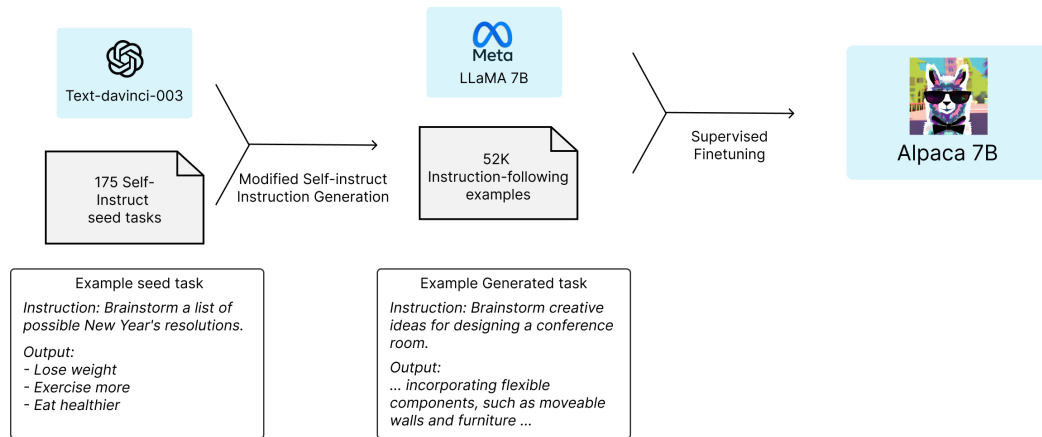 Text-davinci-003
175 Self-
Instruct
seed tasks
Modified Self-instruct
Instruction Generation
Meta
LLaMA 7B
52K
Instruction-following
examples
Supervised
Finetuning
Alpaca 7B
Example seed task
Instruction: Brainstorm a list of
possible New Year's resolutions.
Output:
- Lose weight
- Exercise more
- Eat healthier
Example Generated task
Instruction: Brainstorm creative
ideas for designing a conference
room.
Output:
... incorporating flexible
components, such as moveable
walls and furniture ...